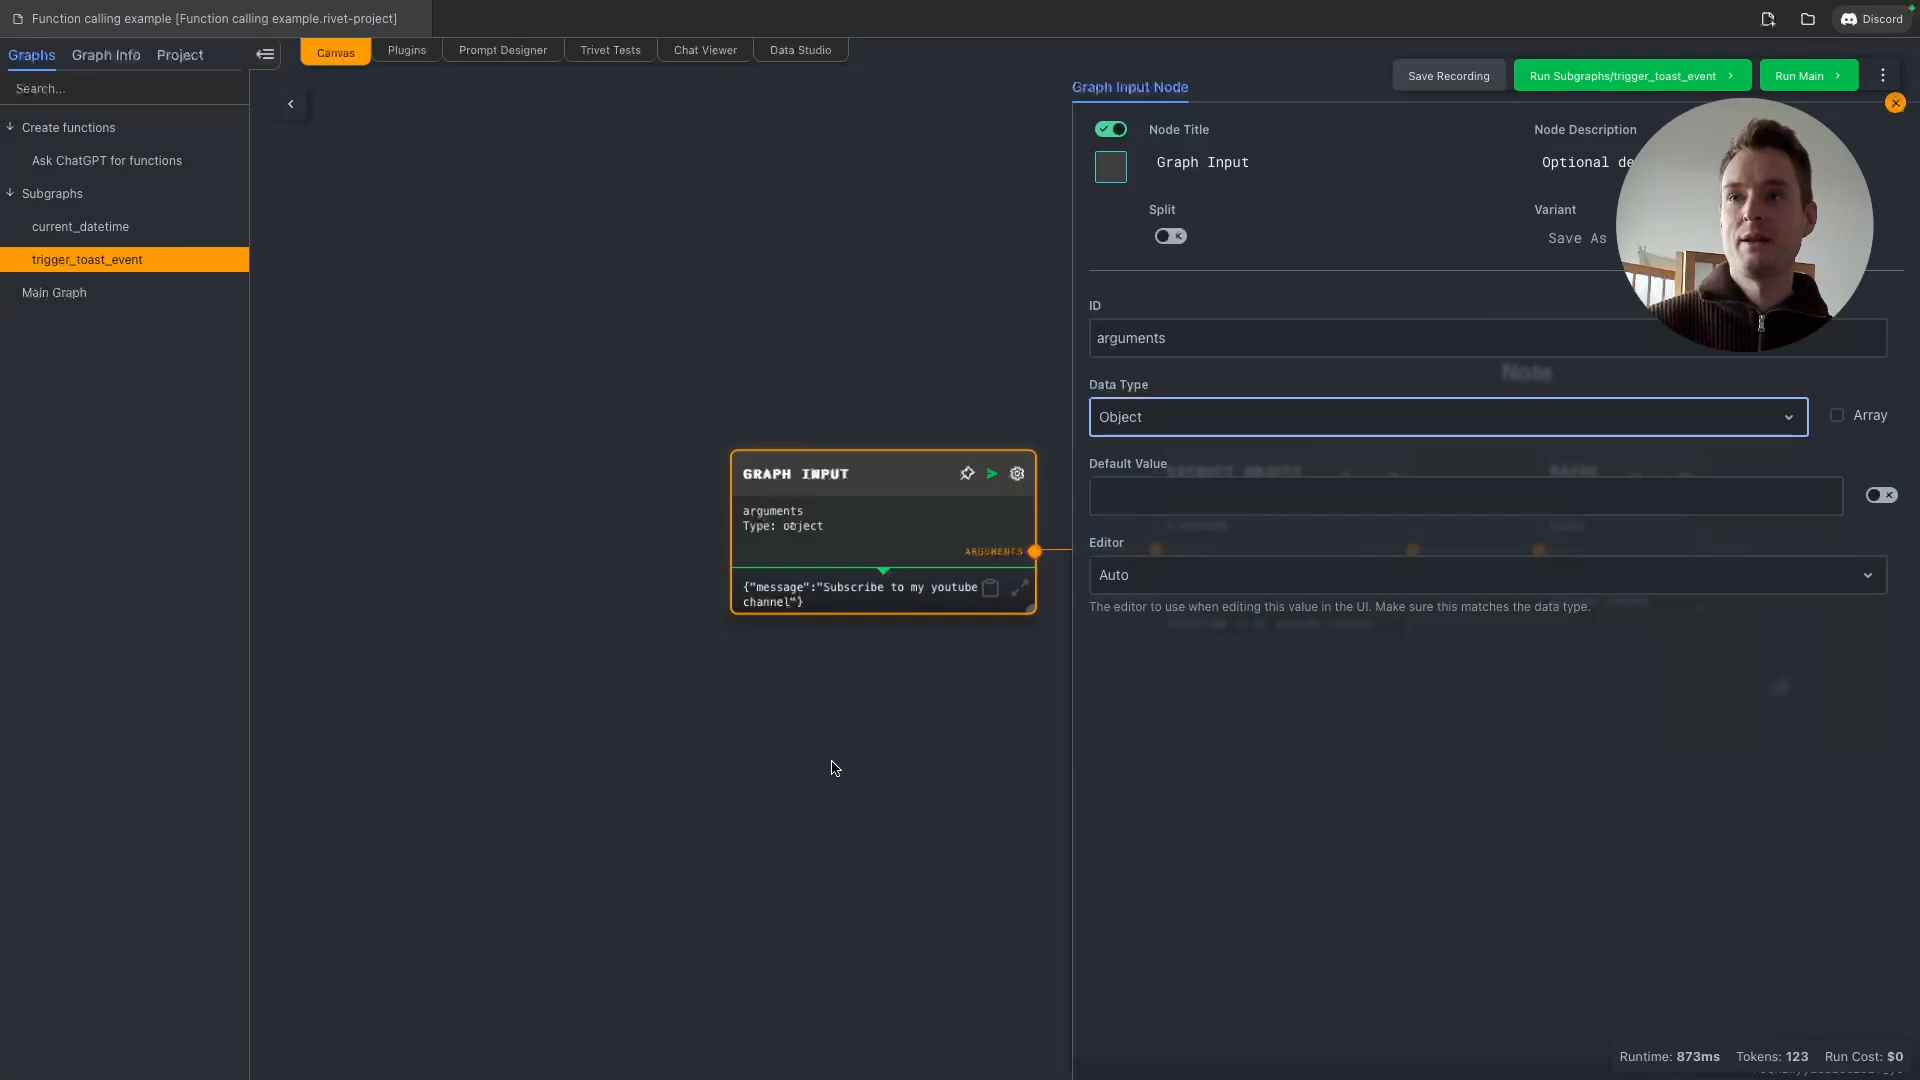 Function calling example [Function calling example.rivet-project]
Discord
Graphs
Graph Info
Project
Canvas
Plugins
Prompt Designer
Trivet Tests
Chat Viewer
Data Studio
Search...
Save Recording
Run Subgraphs/trigger_toast_event
Run Main
Create functions
Ask ChatGPT for functions
Subgraphs
current_datetime
trigger_toast_event
Main Graph
Graph Input Node
Node Title
Node Description
Graph Input
Optional de
Split
Variant
Save As
ID
arguments
Note
Data Type
Object
Array
Default Value
Editor
Auto
The editor to use when editing this value in the UI. Make sure this matches the data type.
GRAPH INPUT
arguments
Type: object
ARGUMENTS
{"message":"Subscribe to my youtube
channel"}
Runtime: 873ms
Tokens: 123
Run Cost: $0